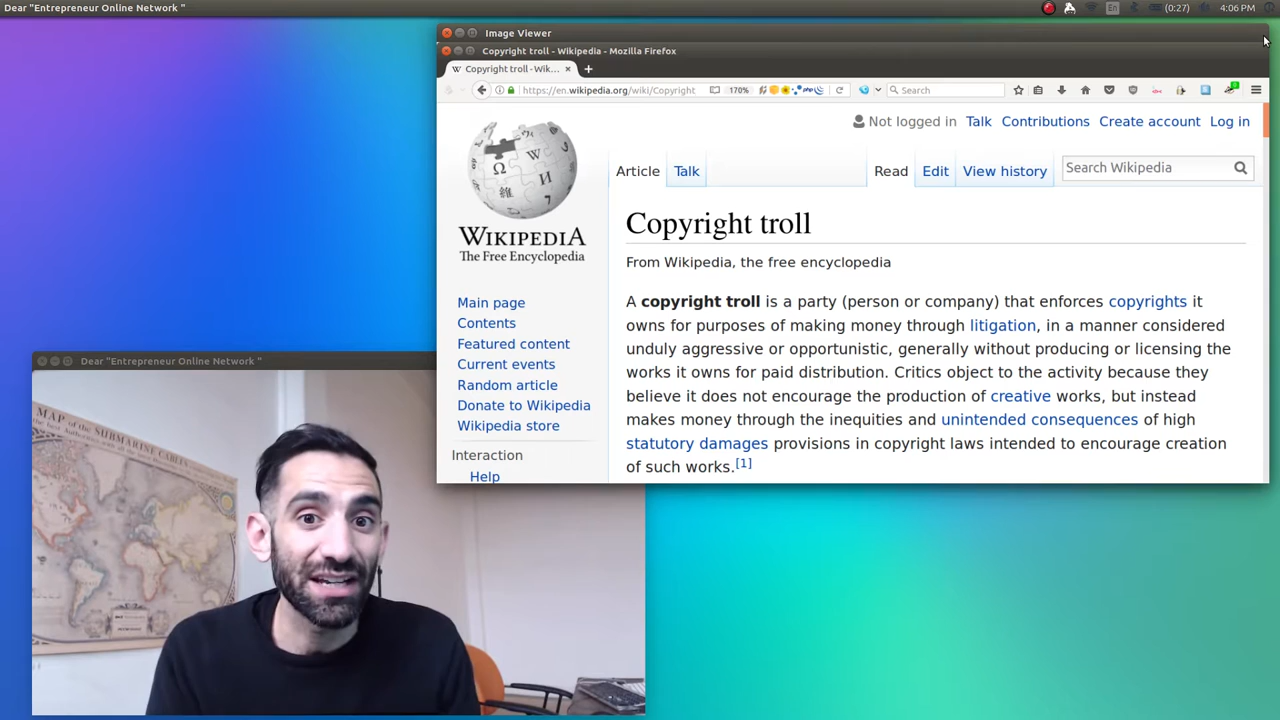 Dear "Entrepreneur Online Network "
En
(0:27)
4:06 PM
Image Viewer
Copyright troll - Wikipedia - Mozilla Firefox
W Copyright troll - Wik...
https://en.wikipedia.org/wiki/Copyright
170%
php
Search
Not logged in Talk Contributions Create account Log in
Article Talk Read Edit View history Search Wikipedia
WIKIPEDIA
The Free Encyclopedia
Main page
Contents
Featured content
Current events
Random article
Donate to Wikipedia
Wikipedia store
Interaction
Help
Copyright troll
From Wikipedia, the free encyclopedia
A copyright troll is a party (person or company) that enforces copyrights it
owns for purposes of making money through litigation, in a manner considered
unduly aggressive or opportunistic, generally without producing or licensing the
works it owns for paid distribution. Critics object to the activity because they
believe it does not encourage the production of creative works, but instead
makes money through the inequities and unintended consequences of high
statutory damages provisions in copyright laws intended to encourage creation
of such works.[1]
Dear "Entrepreneur Online Network "
MAP of the SUBMARINE CABLES